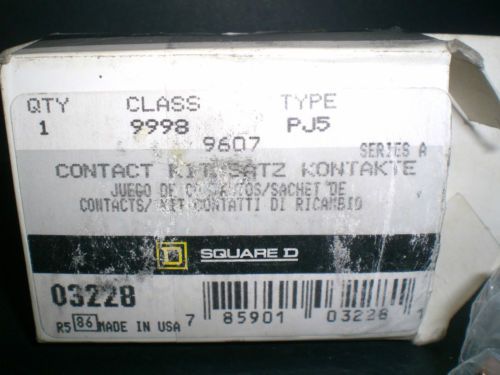 QTY CLASS TYPE
1 9998 PJ5
9607
SERIES A
CONTACT KIT/SATZ KONTAKTE
JUEGO DE CONTACTOS/SACHET DE
CONTACTS/ KIT CONTATTI DI RICAMBIO
D SQUARE D
03228
R5 86 MADE IN USA
7 85901 03228 1